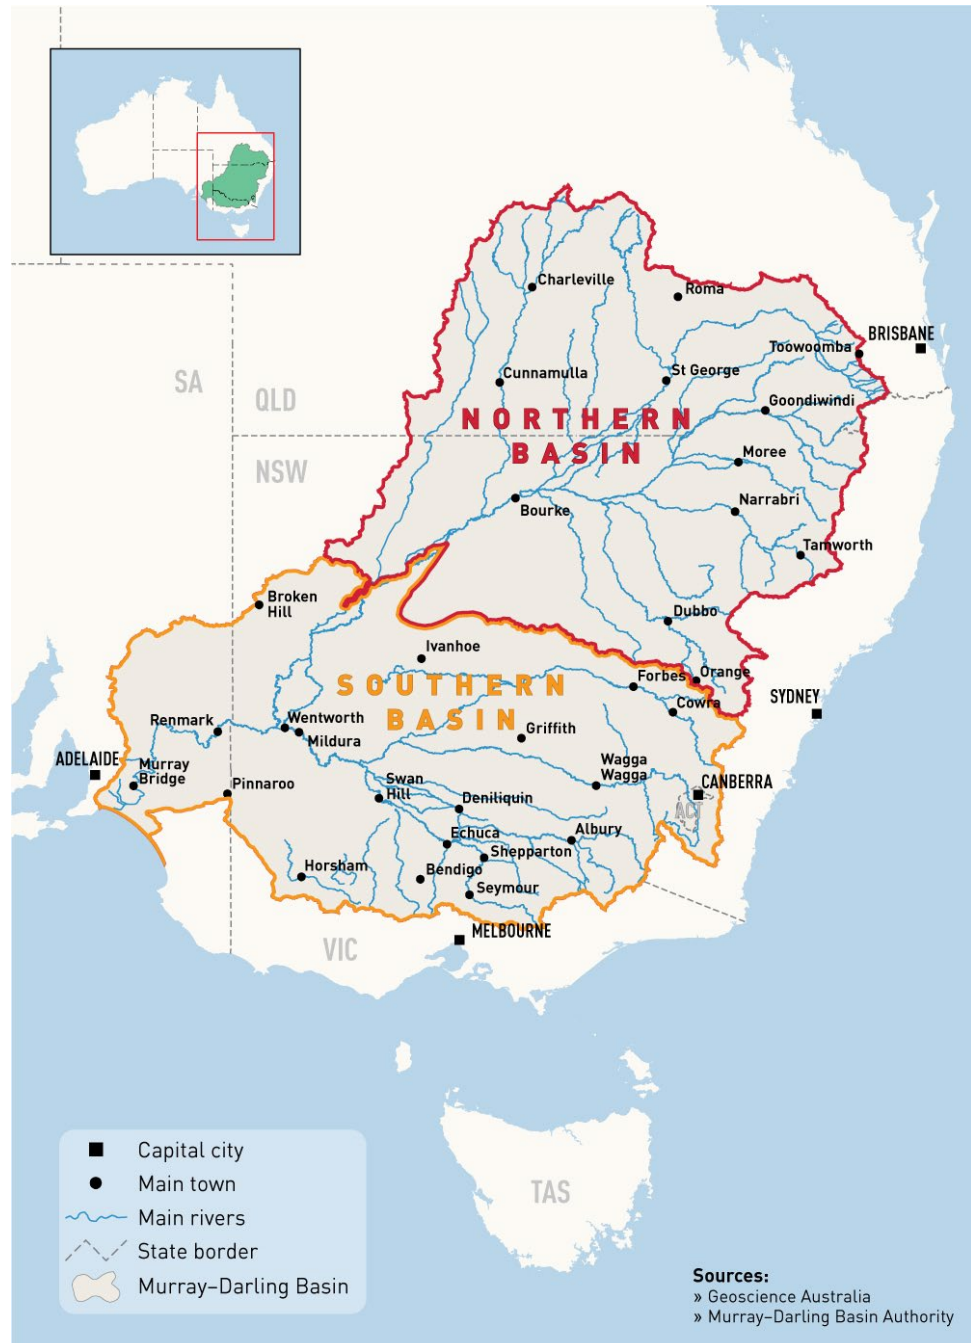 Charleville
Roma
BRISBANE
Toowoomba
SA
QLD
Cunnamulla
St George
Goondiwindi
NORTHERN
BASIN
NSW
Moree
Bourke
Narrabri
Tamworth
Broken
Hill
Dubbo
Ivanhoe
Orange
Forbes
SOUTHERN
BASIN
Cowra
SYDNEY
Renmark
Wentworth
Mildura
Griffith
ADELAIDE
Murray
Bridge
Pinnaroo
Swan
Hill
Wagga
Wagga
CANBERRA
ACT
Deniliquin
Echuca
Albury
Shepparton
Horsham
Bendigo
Seymour
VIC
MELBOURNE
TAS
Capital city
Main town
Main rivers
State border
Murray–Darling Basin
Sources:
» Geoscience Australia
» Murray–Darling Basin Authority